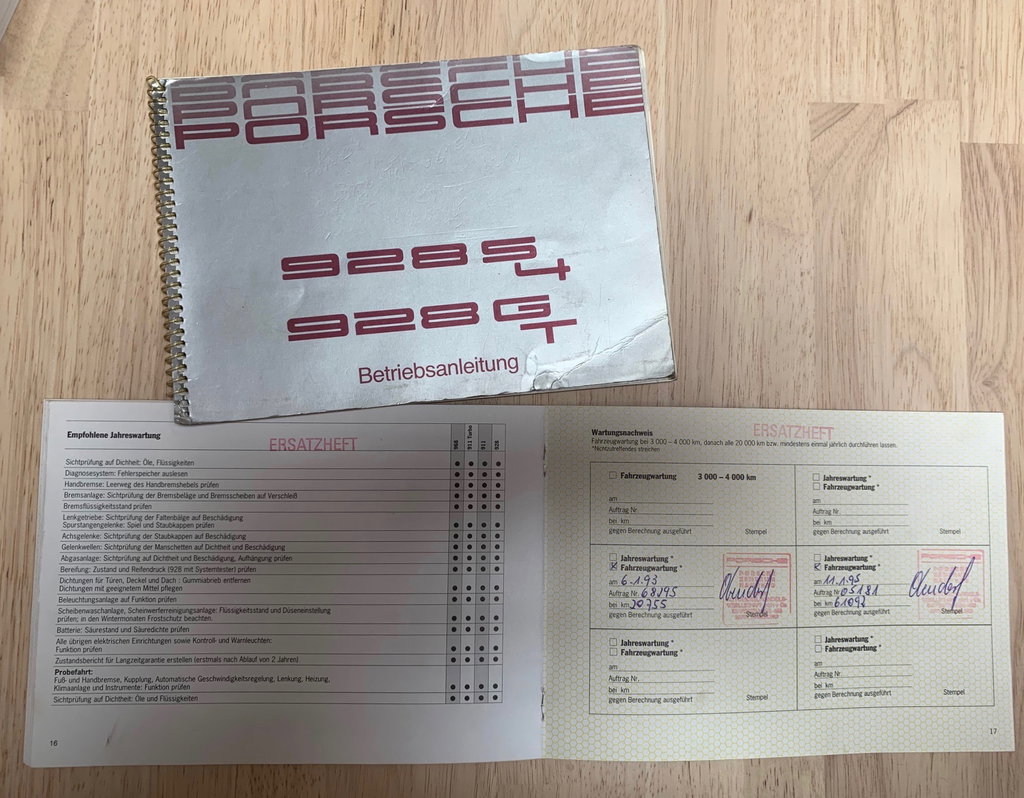 PORSCHE
PORSCHE
PORSCHE
928 S4
928 GT
Betriebsanleitung
Empfohlene Jahreswartung
ERSATZHEFT
968
911 Turbo
911
928
Sichtprüfung auf Dichheit: Öle, Flüssigkeiten
Diagnosesystem: Fehlerspeicher auslesen
Handbremse: Leerweg des Handbremshebels prüfen
Bremsanlage: Sichtprüfung der Bremsbeläge und Bremsscheiben auf Verschleiß
Bremsflüssigkeitsstand prüfen
Lenkgetriebe: Sichtprüfung der Faltenbälge auf Beschädigung
Spurstangengelenke: Spiel und Staubkappen prüfen
Achsgelenke: Sichtprüfung der Staubkappen auf Beschädigung
Gelenkwellen: Sichtprüfung der Manschetten auf Dichtheit und Beschädigung
Abgasanlage: Sichtprüfung auf Dichtheit und Beschädigung, Aufhängung prüfen
Bereifung: Zustand und Reifendruck (928 mit Systemtester) prüfen
Dichtungen für Türen, Deckel und Dach: Gummiabrieb entfernen
Dichtungen mit geeignetem Mittel pflegen
Beleuchtungsanlage auf Funktion prüfen
Scheibenwaschanlage, Scheinwerferreinigungsanlage: Flüssigkeitsstand und Düseneinstellung
prüfen; in den Wintermonaten Frostschutz beachten.
Batterie: Säurestand und Säuredichte prüfen
Alle übrigen elektrischen Einrichtungen sowie Kontroll- und Warnleuchten:
Funktion prüfen
Zustandsbericht für Langzeitgarantie erstellen (erstmals nach Ablauf von 2 Jahren)
Probefahrt:
Fuß- und Handbremse, Kupplung, Automatische Geschwindigkeitsregelung, Lenkung, Heizung,
Klimaanlage und Instrumente: Funktion prüfen
Sichtprüfung auf Dichtheit: Öle und Flüssigkeiten
16
Wartungsnachweis
ERSATZHEFT
Fahrzeugwartung bei 3 000 – 4 000 km, danach alle 20 000 km bzw. mindestens einmal jährlich durchführen lassen.
*Nichtzutreffendes streichen
Fahrzeugwartung 3 000 – 4 000 km
am
Auftrag Nr.
bei km
gegen Berechnung ausgeführt Stempel
Jahreswartung *
Fahrzeugwartung *
am
Auftrag Nr.
bei km
gegen Berechnung ausgeführt Stempel
Jahreswartung *
Fahrzeugwartung *
am 6.1.93
Auftrag Nr. 68295
bei km 20755
gegen Berechnung ausgeführt Stempel
Jahreswartung *
Fahrzeugwartung *
am 11.1.95
Auftrag Nr. 05181
bei km 61092
gegen Berechnung ausgeführt Stempel
Jahreswartung *
Fahrzeugwartung *
am
Auftrag Nr.
bei km
gegen Berechnung ausgeführt Stempel
Jahreswartung *
Fahrzeugwartung *
am
Auftrag Nr.
bei km
gegen Berechnung ausgeführt Stempel
17